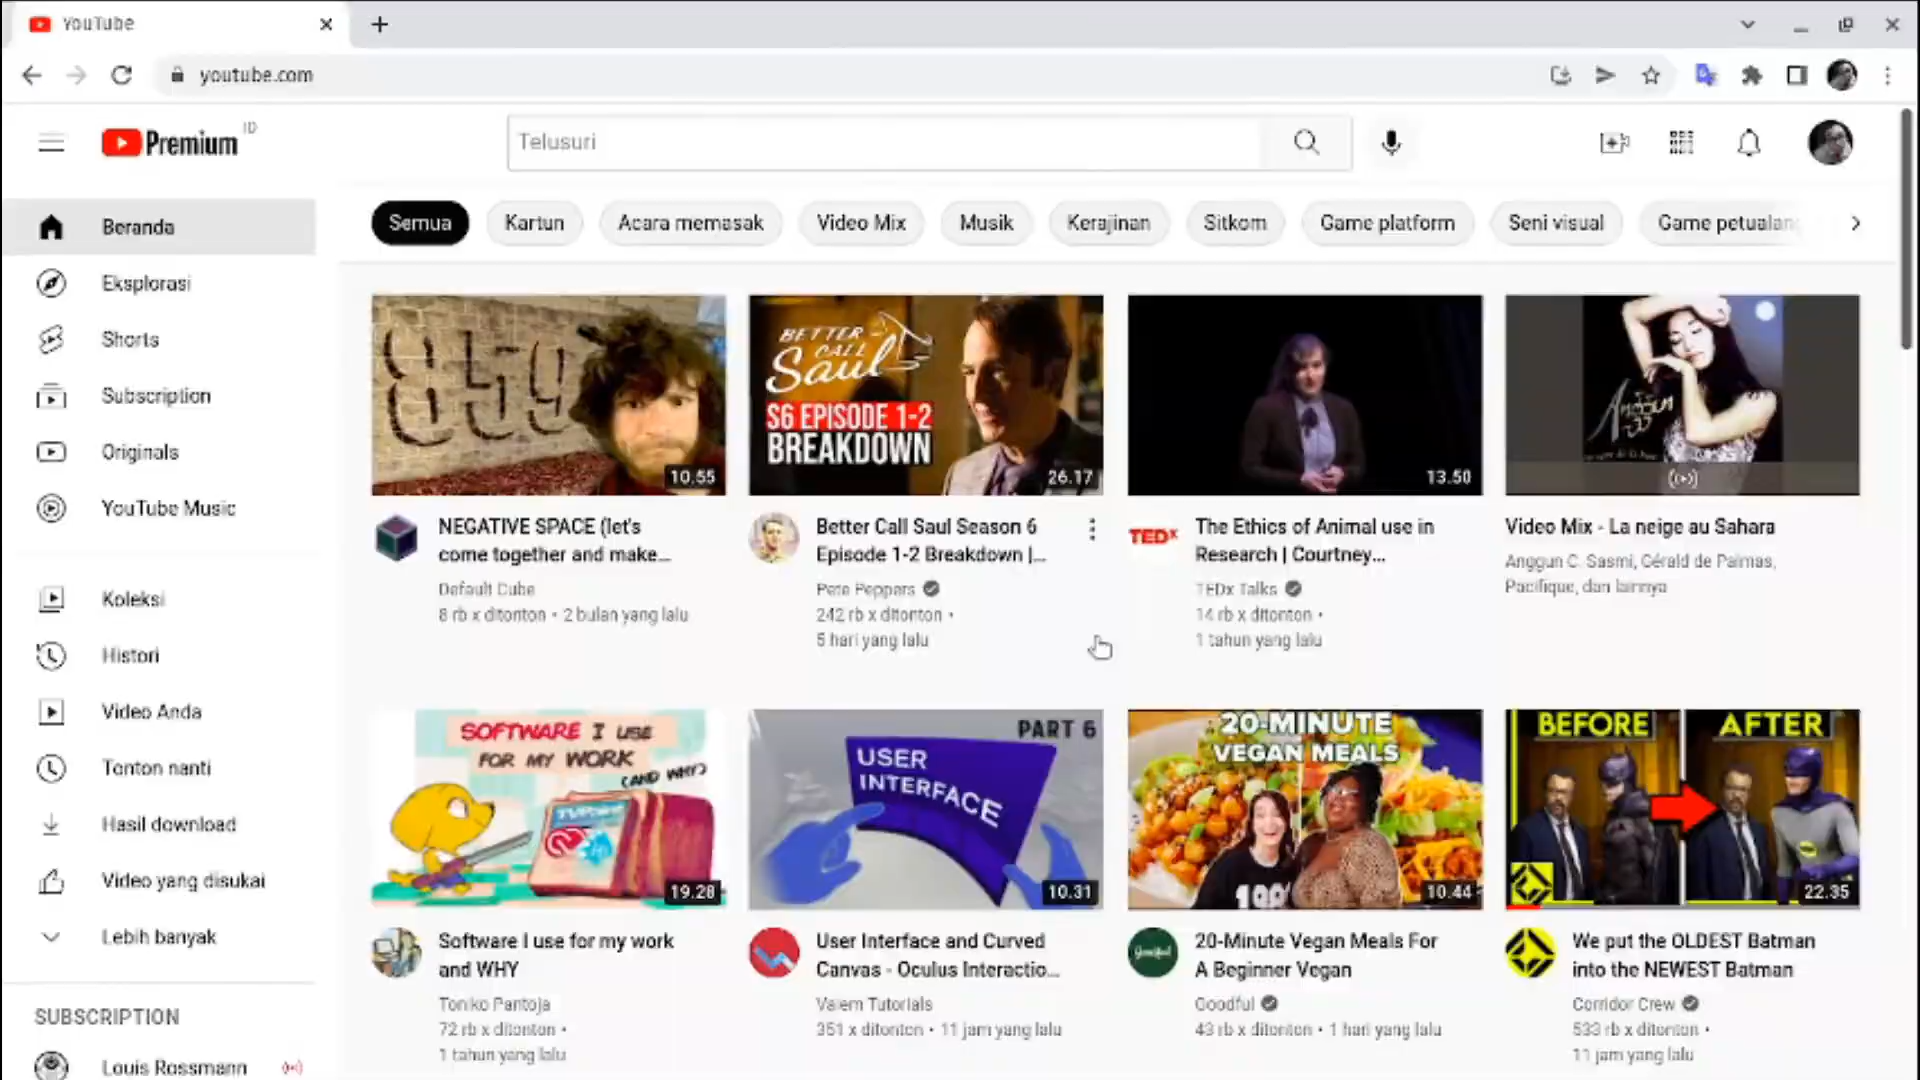 YouTube
youtube.com
Premium ID
Telusuri
Semua
Kartun
Acara memasak
Video Mix
Musik
Kerajinan
Sitkom
Game platform
Seni visual
Game petualan
Beranda
Eksplorasi
Shorts
Subscription
Originals
YouTube Music
Koleksi
Histori
Video Anda
Tonton nanti
Hasil download
Video yang disukai
Lebih banyak
SUBSCRIPTION
Louis Rossmann
10.55
NEGATIVE SPACE (let's
come together and make...
Default Cube
8 rb x ditonton • 2 bulan yang lalu
BETTER
CALL
Saul
S6 EPISODE 1-2
BREAKDOWN
26.17
Better Call Saul Season 6
Episode 1-2 Breakdown |...
Pete Peppers
242 rb x ditonton •
5 hari yang lalu
13.50
TEDx
The Ethics of Animal use in
Research | Courtney...
TEDx Talks
14 rb x ditonton •
1 tahun yang lalu
Anggun
Video Mix - La neige au Sahara
Anggun C. Sasmi, Gérald de Palmas,
Pacifique, dan lainnya
SOFTWARE I USE
FOR MY WORK
(AND WHY)
19.28
Software I use for my work
and WHY
Toniko Pantoja
72 rb x ditonton •
1 tahun yang lalu
PART 6
USER
INTERFACE
10.31
User Interface and Curved
Canvas - Oculus Interactio...
Valem Tutorials
351 x ditonton • 11 jam yang lalu
20-MINUTE
VEGAN MEALS
10.44
Goodful
20-Minute Vegan Meals For
A Beginner Vegan
Goodful
43 rb x ditonton • 1 hari yang lalu
BEFORE
AFTER
22.35
We put the OLDEST Batman
into the NEWEST Batman
Corridor Crew
533 rb x ditonton •
11 jam yang lalu